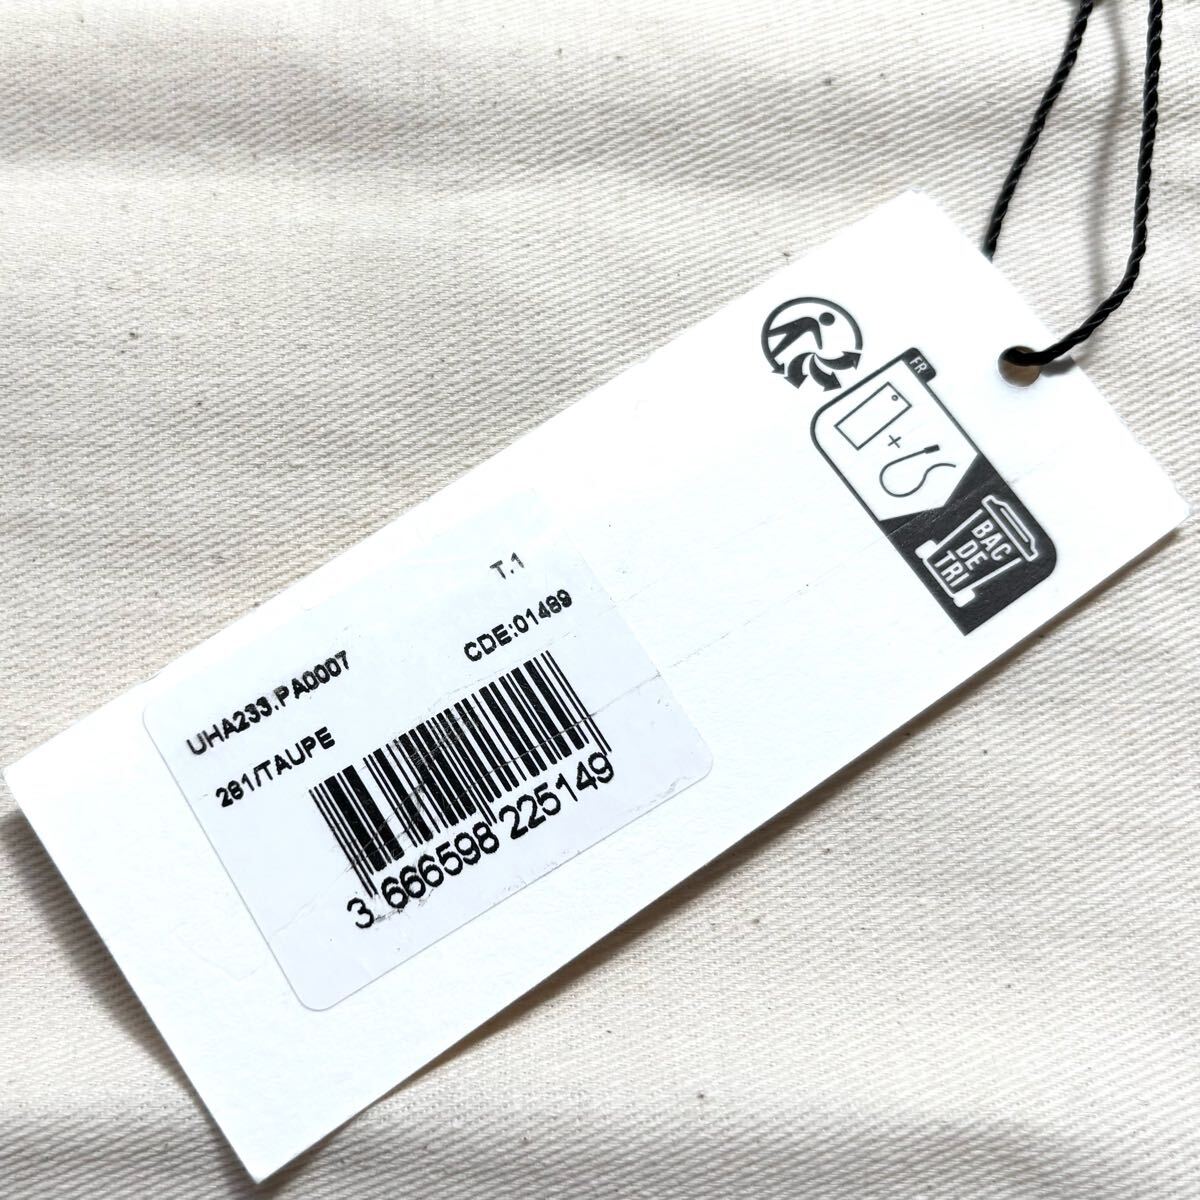 T.1
CDE:01489
UHA233.PA0007
281/TAUPE
3 666598 225149
FR
BAC
DE
TRI